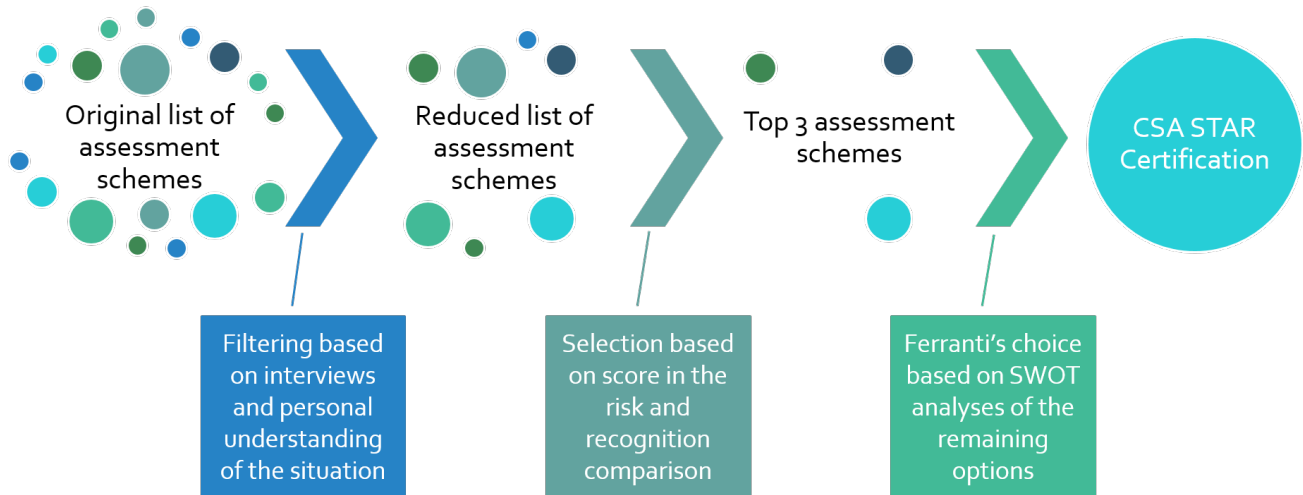 Original list of
assessment
schemes
Reduced list of
assessment
schemes
Top 3 assessment
schemes
CSA STAR
Certification
Filtering based
on interviews
and personal
understanding
of the situation
Selection based
on score in the
risk and
recognition
comparison
Ferranti's choice
based on SWOT
analyses of the
remaining
options